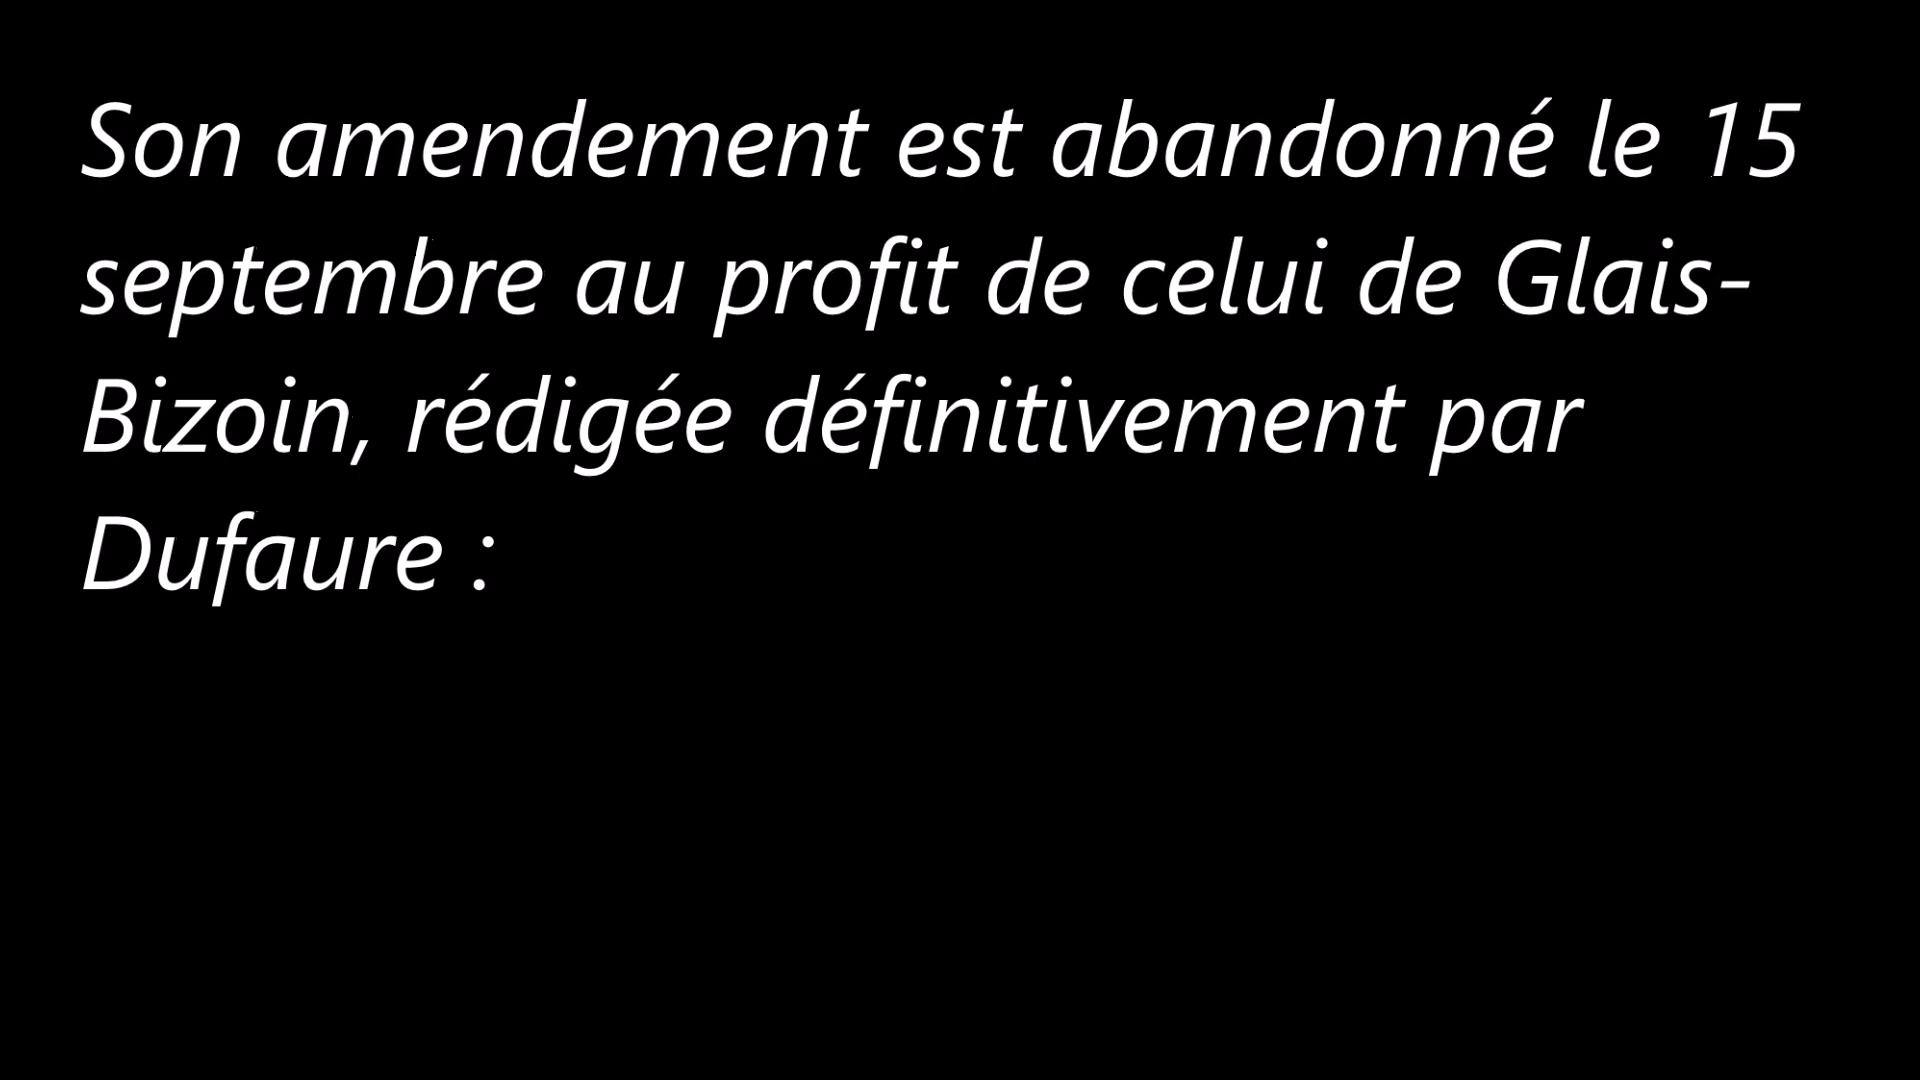 Son amendement est abandonné le 15
septembre au profit de celui de Glais-
Bizoin, rédigée définitivement par
Dufaure :